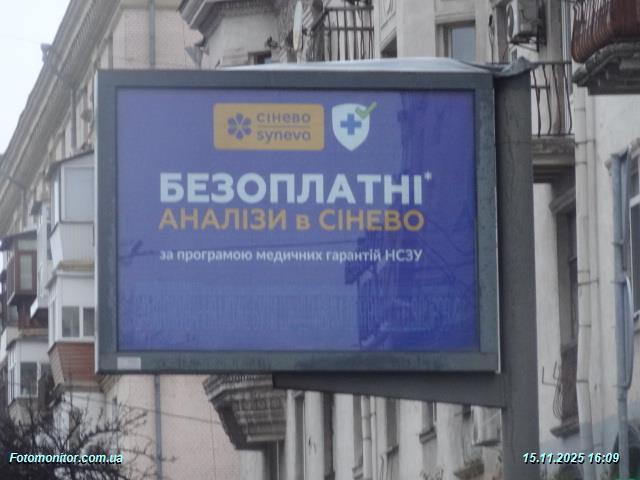 сінево
synevo
БЕЗОПЛАТНІ*
АНАЛІЗИ в СІНЕВО
за програмою медичних гарантій НСЗУ
Fotomonitor.com.ua
15.11.2025 16:09